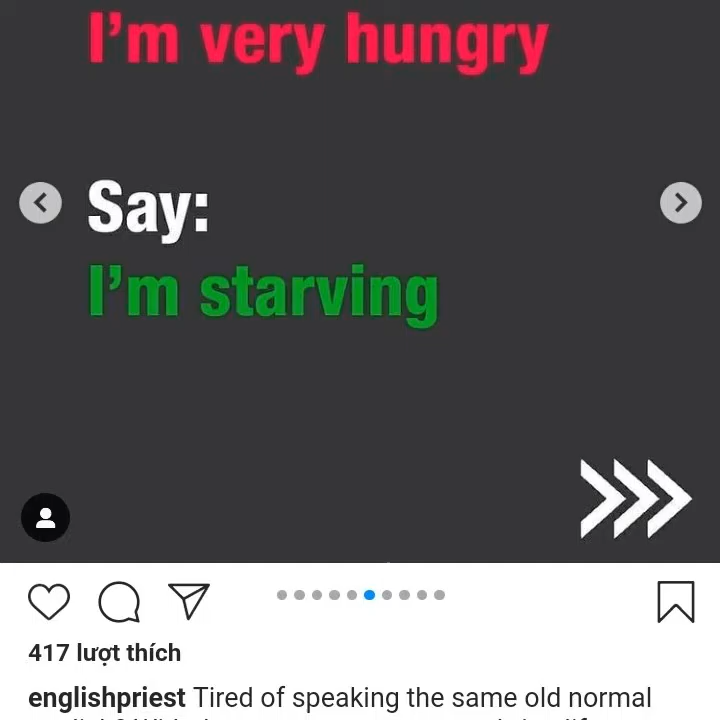 I'm very hungry
Say:
I'm starving
417 lượt thích
englishpriest Tired of speaking the same old normal